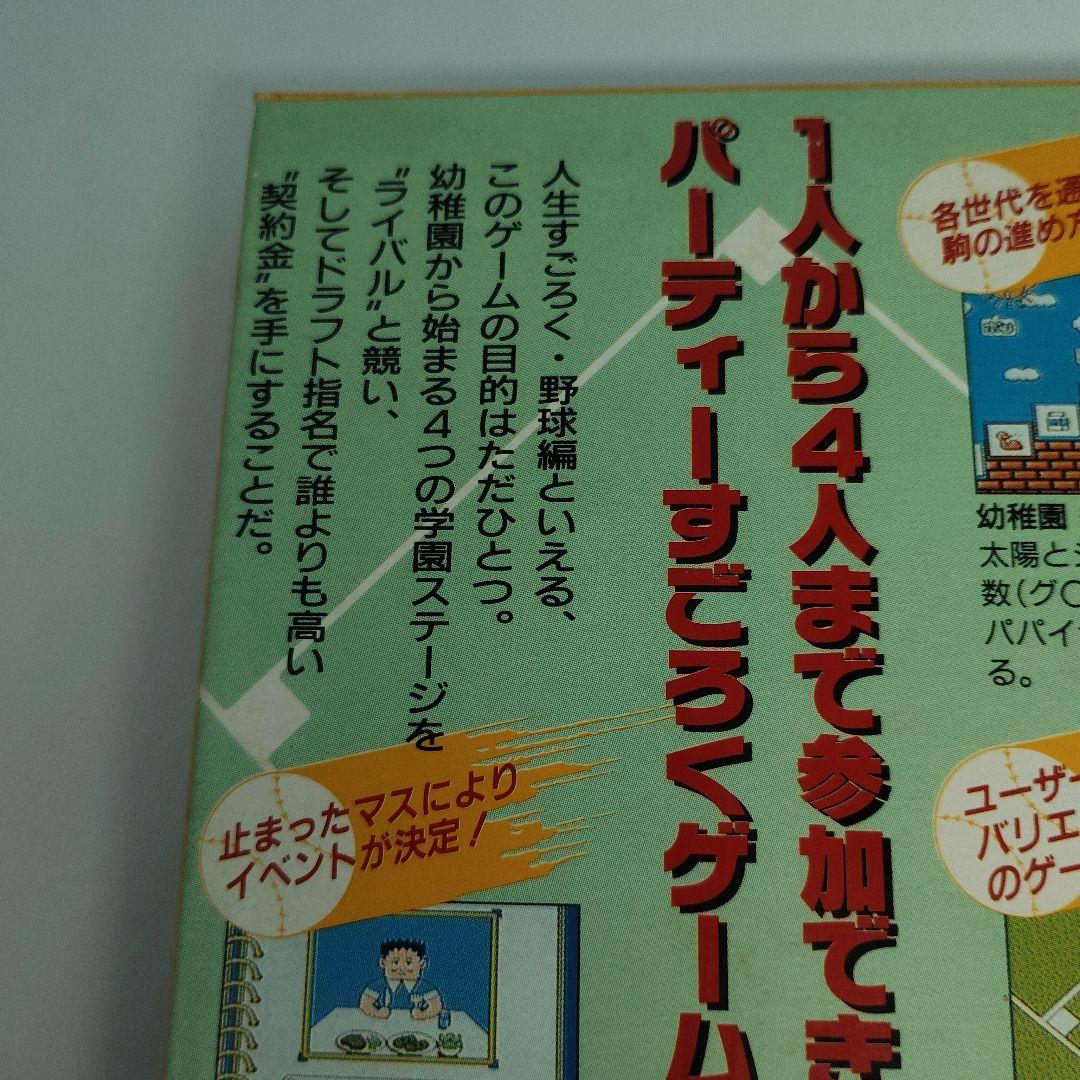 1人から4人まで参加でき
パーティーすごろくゲーム
人生すごろく・野球編といえる、
このゲームの目的はただひとつ。
幼稚園から始まる4つの学園ステージを
“ライバル”と競い、
そしてドラフト指名で誰よりも高い
“契約金”を手にすることだ。
各世代を通
駒の進め方
幼稚園
太陽と
数(グ〇
パパイ
る。
止まったマスにより
イベントが決定!
ユーザー
バリエ
のゲー